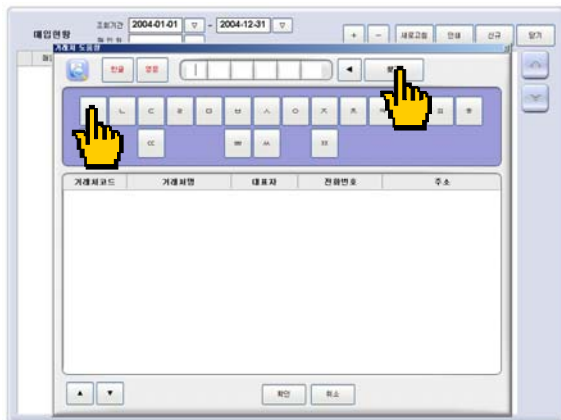 매입현황 조회기간 2004-01-01 - 2004-12-31 + - 새로고침 인쇄 신규 닫기
거래처 도움말
한글 영문
ㄴ ㄷ ㄹ ㅁ ㅂ ㅅ ㅇ ㅈ ㅊ ㅍ ㅎ
ㄸ ㅃ ㅆ ㅉ
거래처코드 거래처명 대표자 전화번호 주소
확인 취소